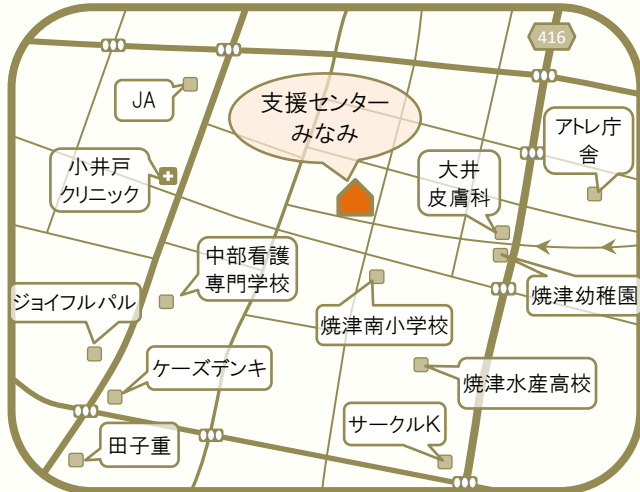 416
JA
支援センター
みなみ
アトレ庁
舎
小井戸
クリニック
大井
皮膚科
中部看護
専門学校
ジョイフルパル
焼津幼稚園
焼津南小学校
ケーズデンキ
焼津水産高校
サークルK
田子重